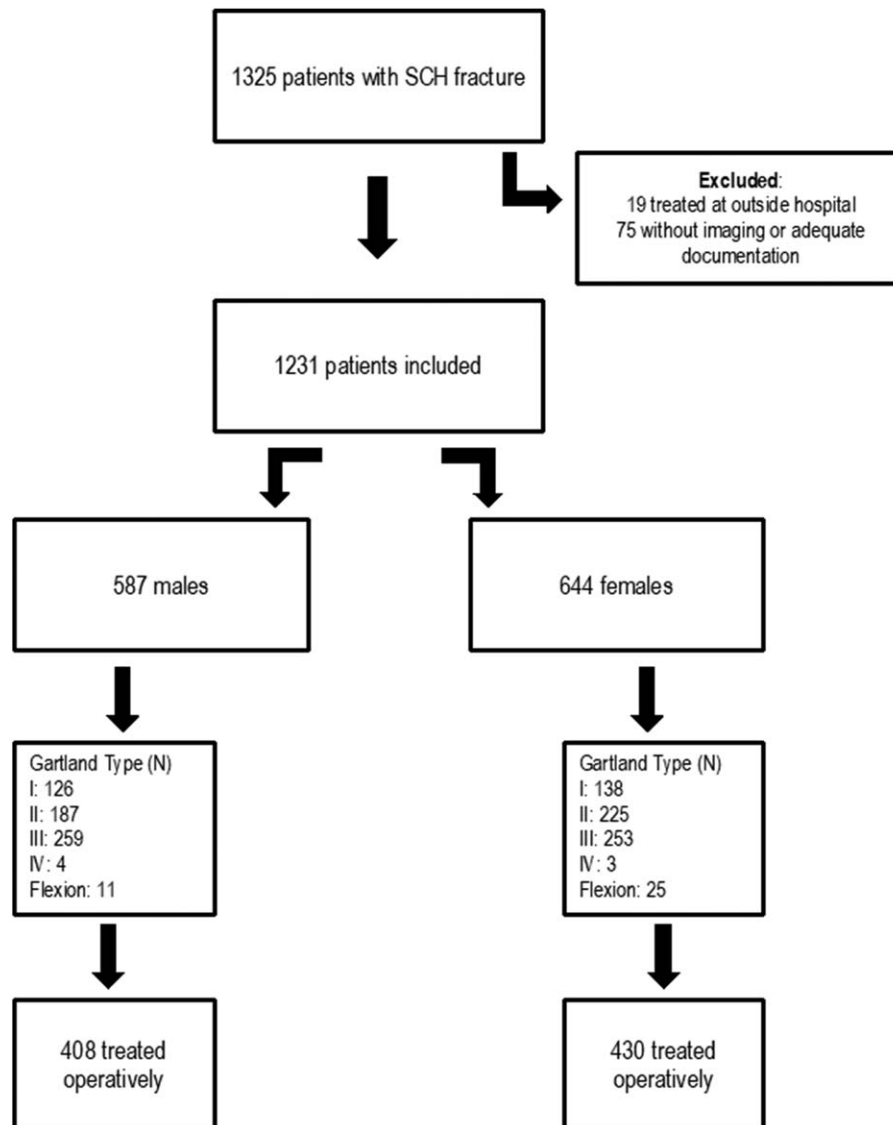 1325 patients with SCH fracture
Excluded:
19 treated at outside hospital
75 without imaging or adequate
documentation
1231 patients included
587 males
644 females
Gartland Type (N)
I: 126
II: 187
III: 259
IV: 4
Flexion: 11
Gartland Type (N)
I: 138
II: 225
III: 253
IV: 3
Flexion: 25
408 treated
operatively
430 treated
operatively